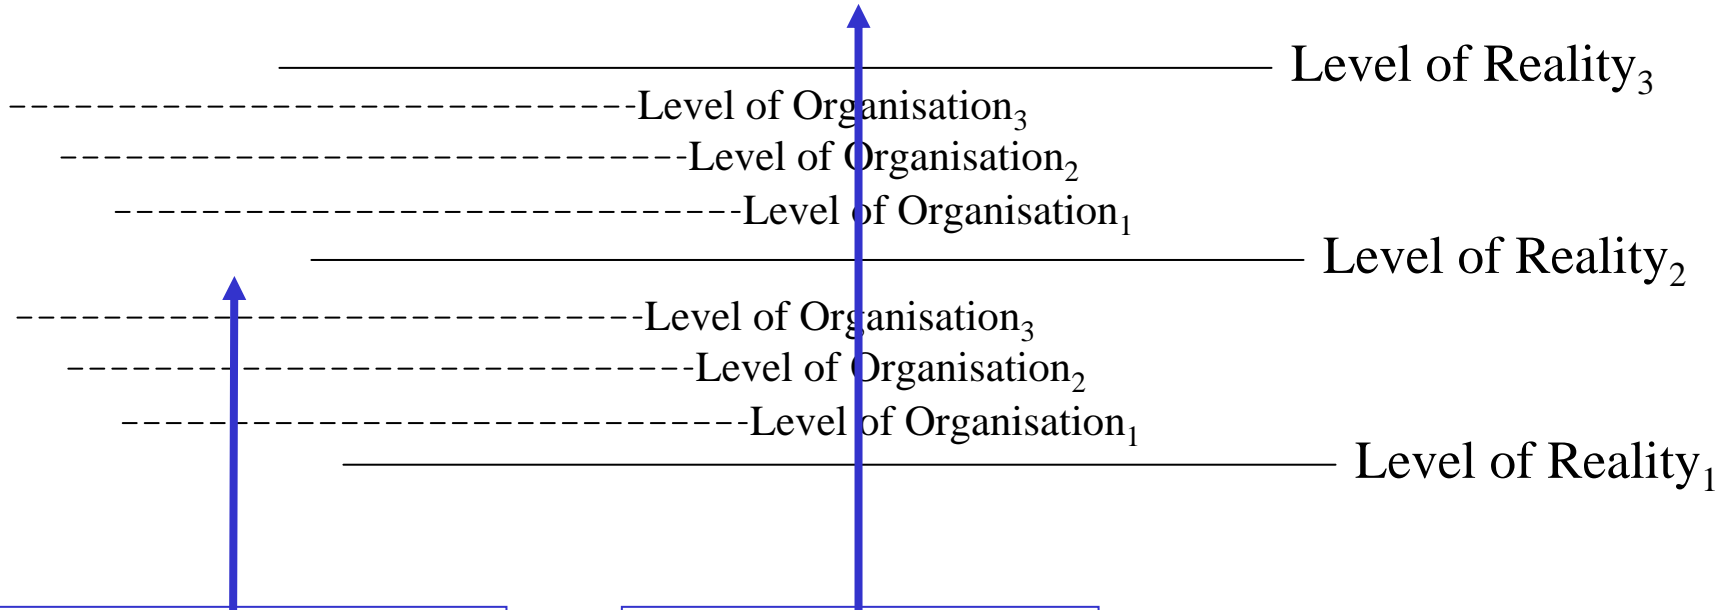 Level of Reality₃
Level of Organisation₃
Level of Organisation₂
Level of Organisation₁
Level of Reality₂
Level of Organisation₃
Level of Organisation₂
Level of Organisation₁
Level of Reality₁